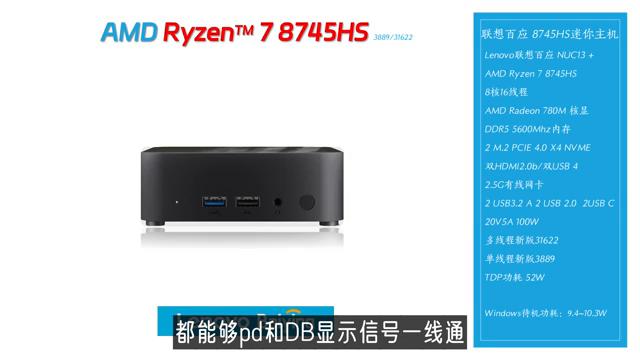 AMD Ryzen™ 7 8745HS 3889/31622
联想百应 8745HS迷你主机
Lenovo联想百应 NUC13 +
AMD Ryzen 7 8745HS
8核16线程
AMD Radeon 780M 核显
DDR5 5600Mhz内存
2 M.2 PCIE 4.0 X4 NVME
双HDMI2.0b/双USB 4
2.5G有线网卡
2 USB3.2 A 2 USB 2.0 2USB C
20V5A 100W
多线程新版31622
单线程新版3889
TDP功耗 52W
Windows待机功耗：9.4~10.3W
都能够pd和DB显示信号一线通